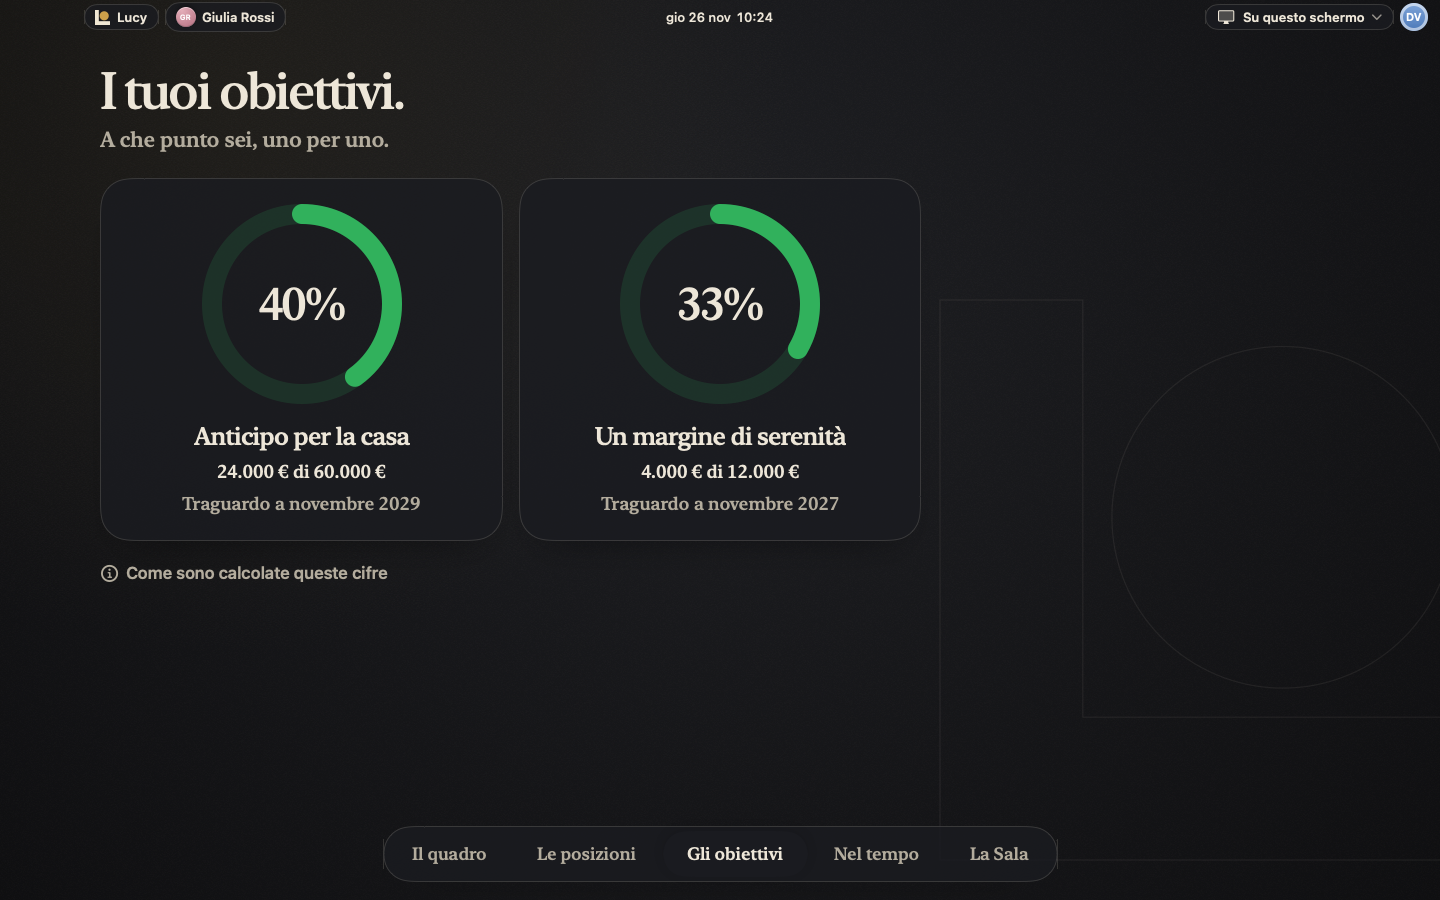 Lucy
GR Giulia Rossi
gio 26 nov 10:24
Su questo schermo
DV
I tuoi obiettivi.
A che punto sei, uno per uno.
40%
Anticipo per la casa
24.000 € di 60.000 €
Traguardo a novembre 2029
33%
Un margine di serenità
4.000 € di 12.000 €
Traguardo a novembre 2027
Come sono calcolate queste cifre
Il quadro
Le posizioni
Gli obiettivi
Nel tempo
La Sala